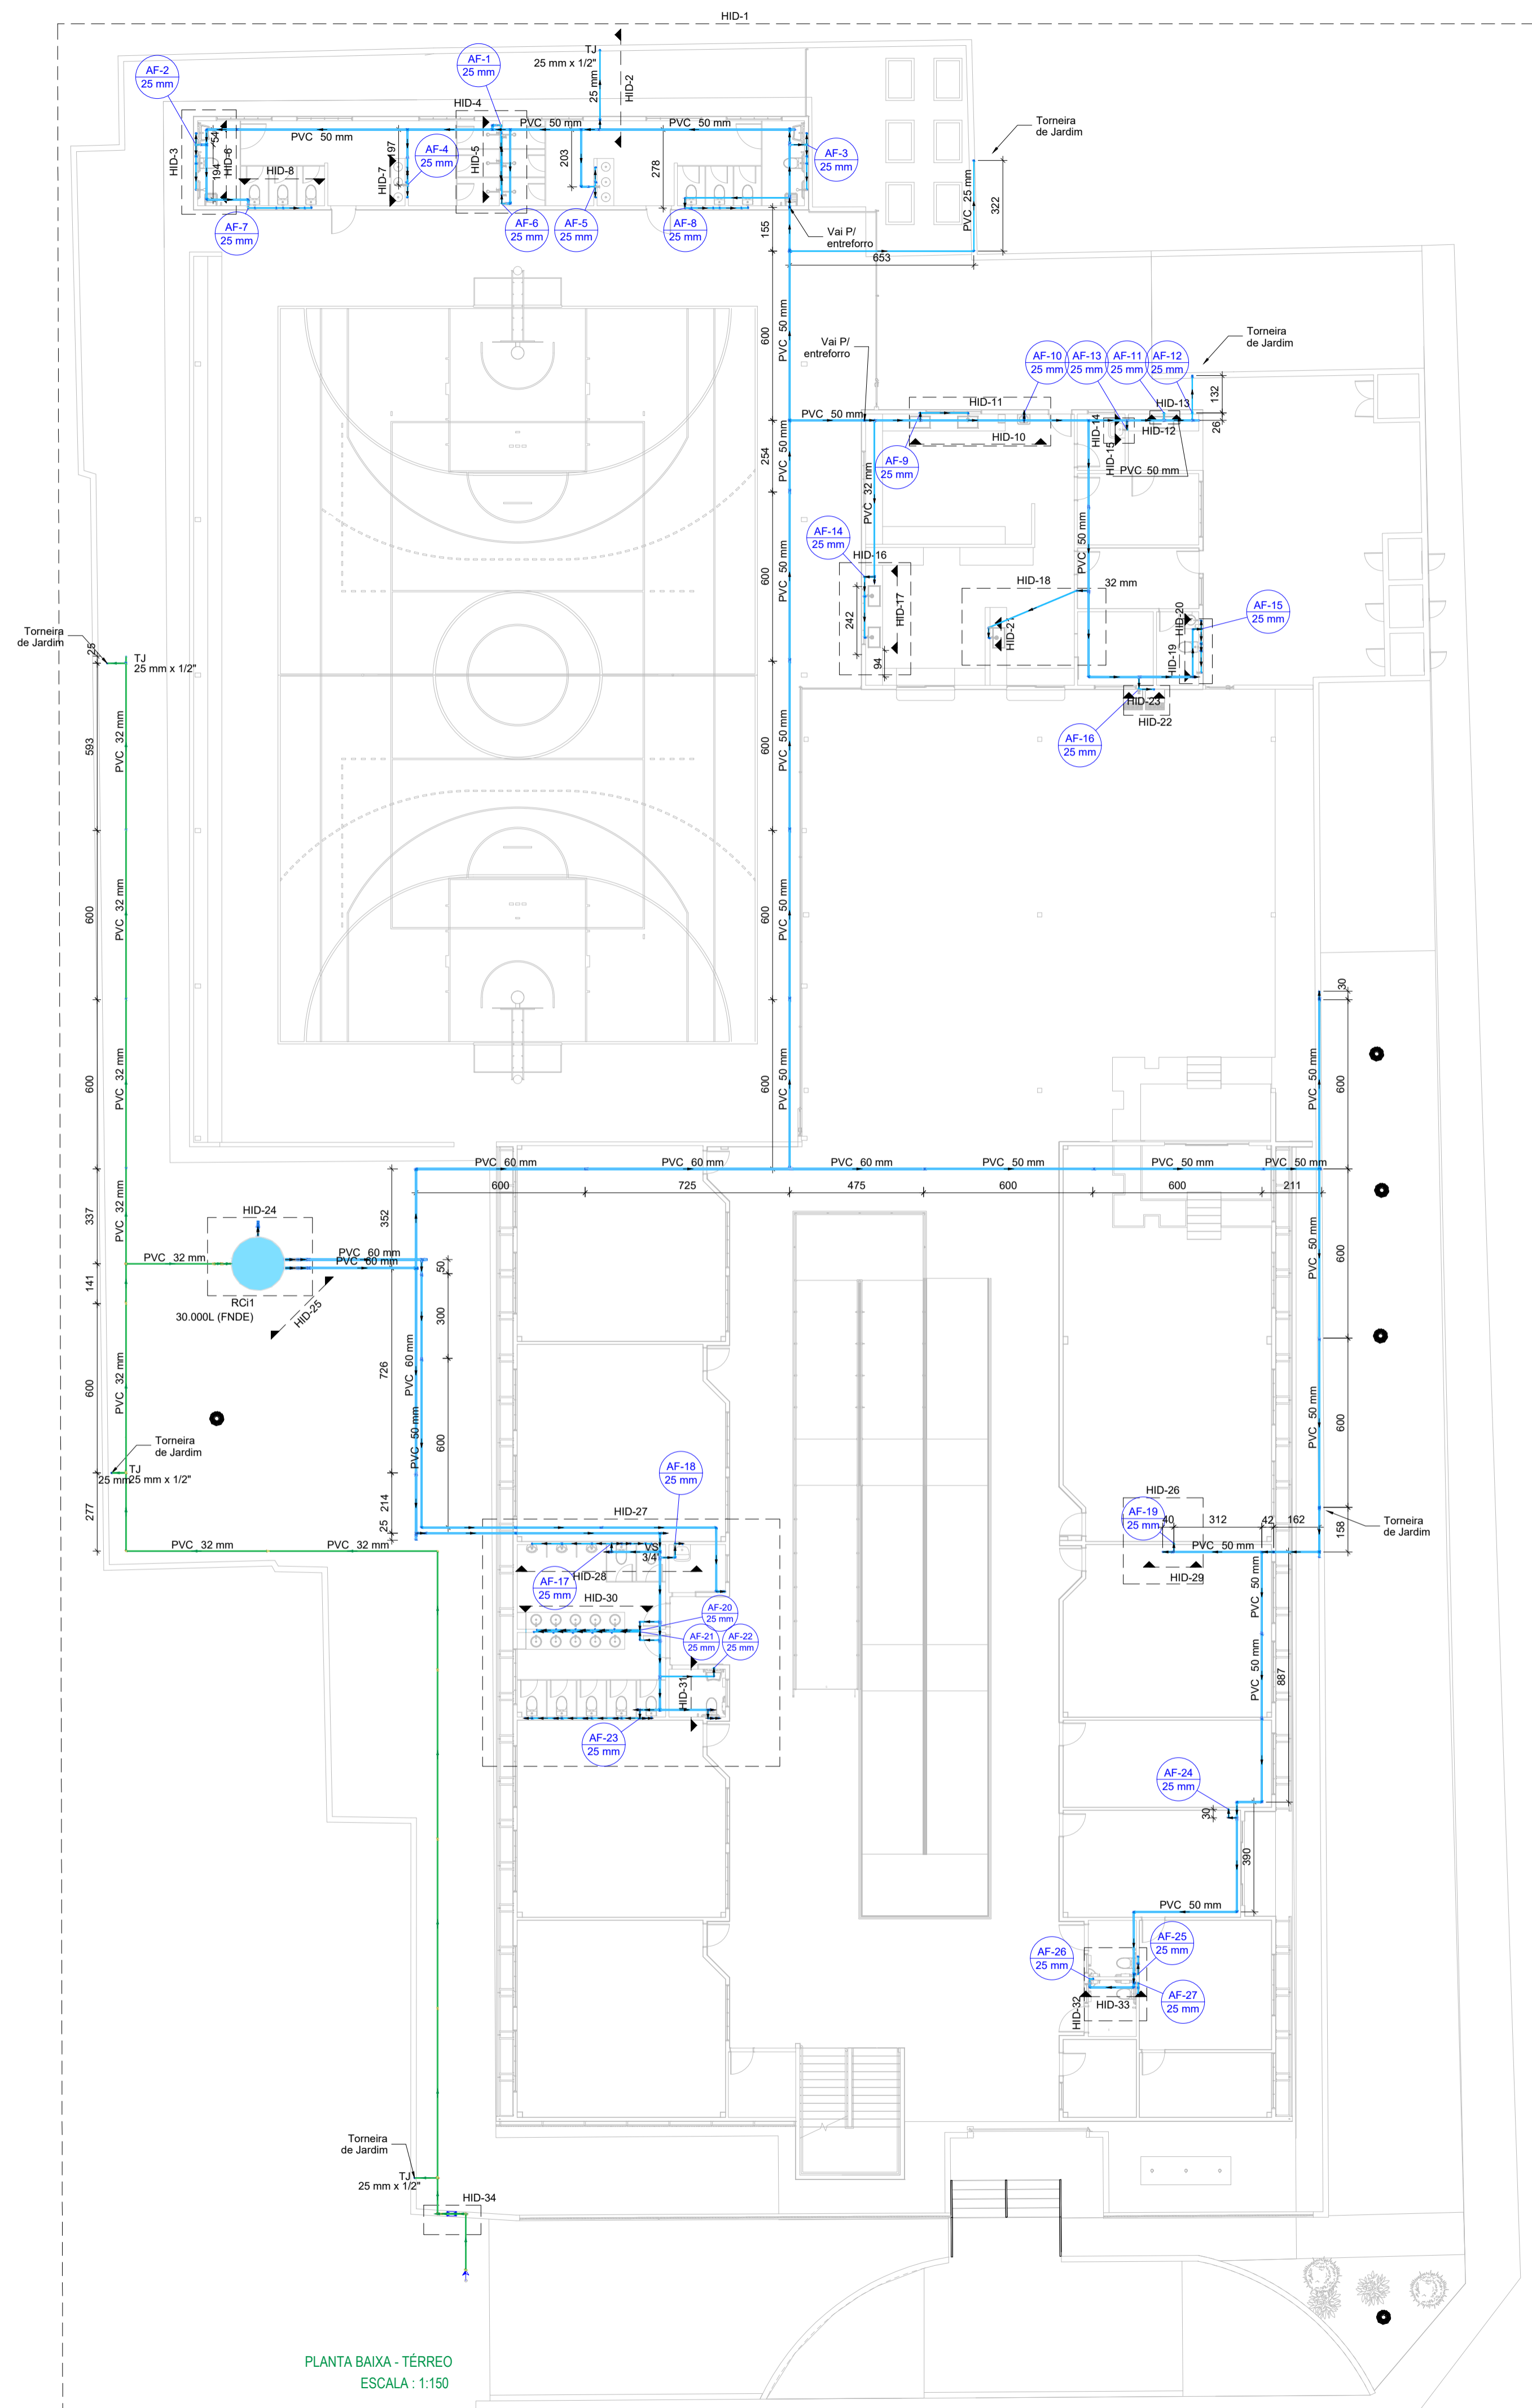 HID-1
AF-2
25 mm
AF-1
25 mm
TJ
25 mm x 1/2"
25 mm
HID-2
HID-4
PVC 50 mm
PVC 50 mm
PVC 50 mm
HID-3
54
194
HID-6
HID-8
HID-7
197
AF-4
25 mm
HID-5
203
278
AF-3
25 mm
Torneira
de Jardim
PVC 25 mm
322
AF-7
25 mm
AF-6
25 mm
AF-5
25 mm
AF-8
25 mm
155
Vai P/
entreforro
653
600
PVC 50 mm
Vai P/
entreforro
AF-10
25 mm
AF-13
25 mm
AF-11
25 mm
AF-12
25 mm
Torneira
de Jardim
132
26
HID-11
HID-13
PVC 50 mm
HID-10
HID-14
HID-12
HID-15
254
PVC 50 mm
AF-9
25 mm
PVC 50 mm
PVC 32 mm
PVC 50 mm
AF-14
25 mm
HID-16
600
PVC 50 mm
HID-18
32 mm
HID-17
242
HID-21
HID-20
AF-15
25 mm
94
HID-19
Torneira
de Jardim
25
TJ
25 mm x 1/2"
HID-23
HID-22
AF-16
25 mm
593
PVC 32 mm
600
PVC 50 mm
600
PVC 32 mm
600
PVC 50 mm
30
600
PVC 32 mm
600
PVC 50 mm
PVC 50 mm
600
PVC 60 mm
PVC 60 mm
PVC 60 mm
PVC 50 mm
PVC 50 mm
PVC 50 mm
600
725
475
600
600
211
337
PVC 32 mm
352
HID-24
PVC 32 mm
PVC 60 mm
PVC 60 mm
RCi1
30.000L (FNDE)
HID-25
141
50
300
PVC 50 mm
600
600
PVC 32 mm
726
PVC 60 mm
PVC 50 mm
600
PVC 50 mm
600
Torneira
de Jardim
TJ
25 mm
25 mm x 1/2"
AF-18
25 mm
HID-26
277
214
25
HID-27
AF-19
25 mm
40
312
42
162
158
Torneira
de Jardim
PVC 32 mm
PVC 32 mm
VS
3/4"
PVC 50 mm
HID-28
HID-29
AF-17
25 mm
HID-30
AF-20
25 mm
AF-21
25 mm
AF-22
25 mm
PVC 50 mm
PVC 50 mm
887
HID-31
AF-23
25 mm
AF-24
25 mm
30
390
PVC 50 mm
AF-26
25 mm
AF-25
25 mm
AF-27
25 mm
HID-32
HID-33
Torneira
de Jardim
TJ
25 mm x 1/2"
HID-34
PLANTA BAIXA - TÉRREO
ESCALA : 1:150